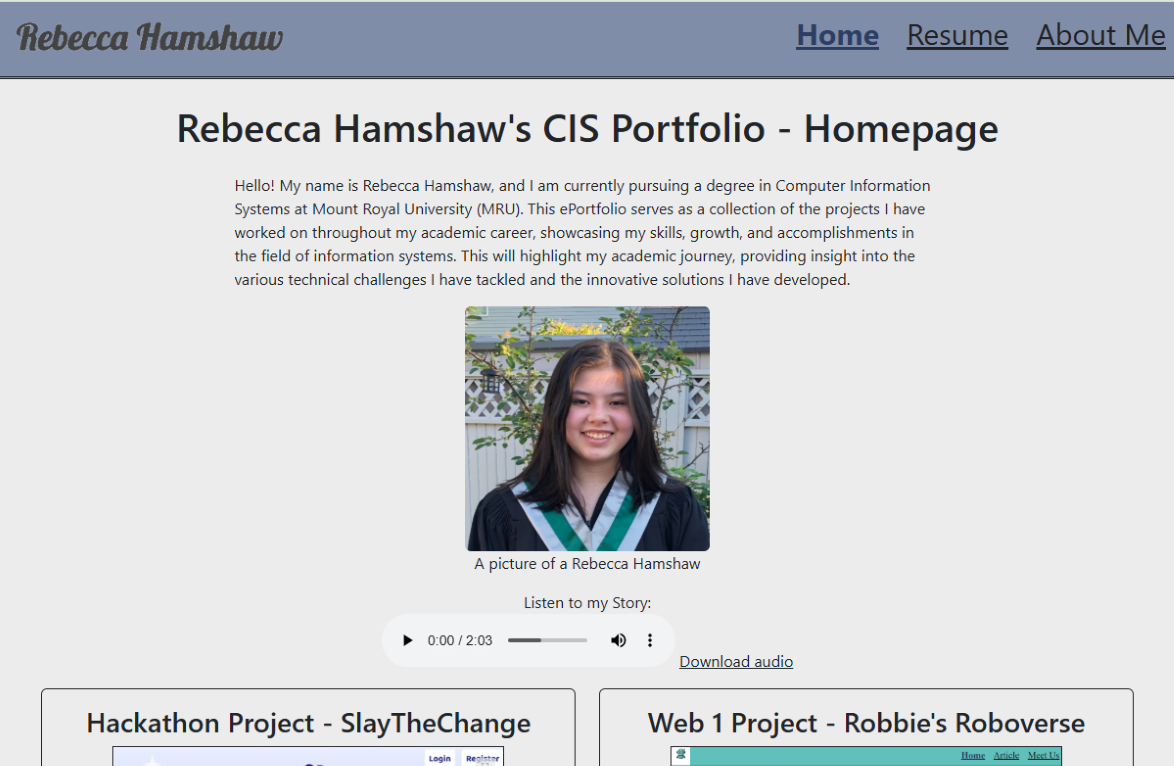 Rebecca Hamshaw
Home Resume About Me
Rebecca Hamshaw's CIS Portfolio - Homepage
Hello! My name is Rebecca Hamshaw, and I am currently pursuing a degree in Computer Information
Systems at Mount Royal University (MRU). This ePortfolio serves as a collection of the projects I have
worked on throughout my academic career, showcasing my skills, growth, and accomplishments in
the field of information systems. This will highlight my academic journey, providing insight into the
various technical challenges I have tackled and the innovative solutions I have developed.
A picture of a Rebecca Hamshaw
Listen to my Story:
0:00 / 2:03
Download audio
Hackathon Project - SlayTheChange
Login Register
Web 1 Project - Robbie's Roboverse
Home Article Meet Us